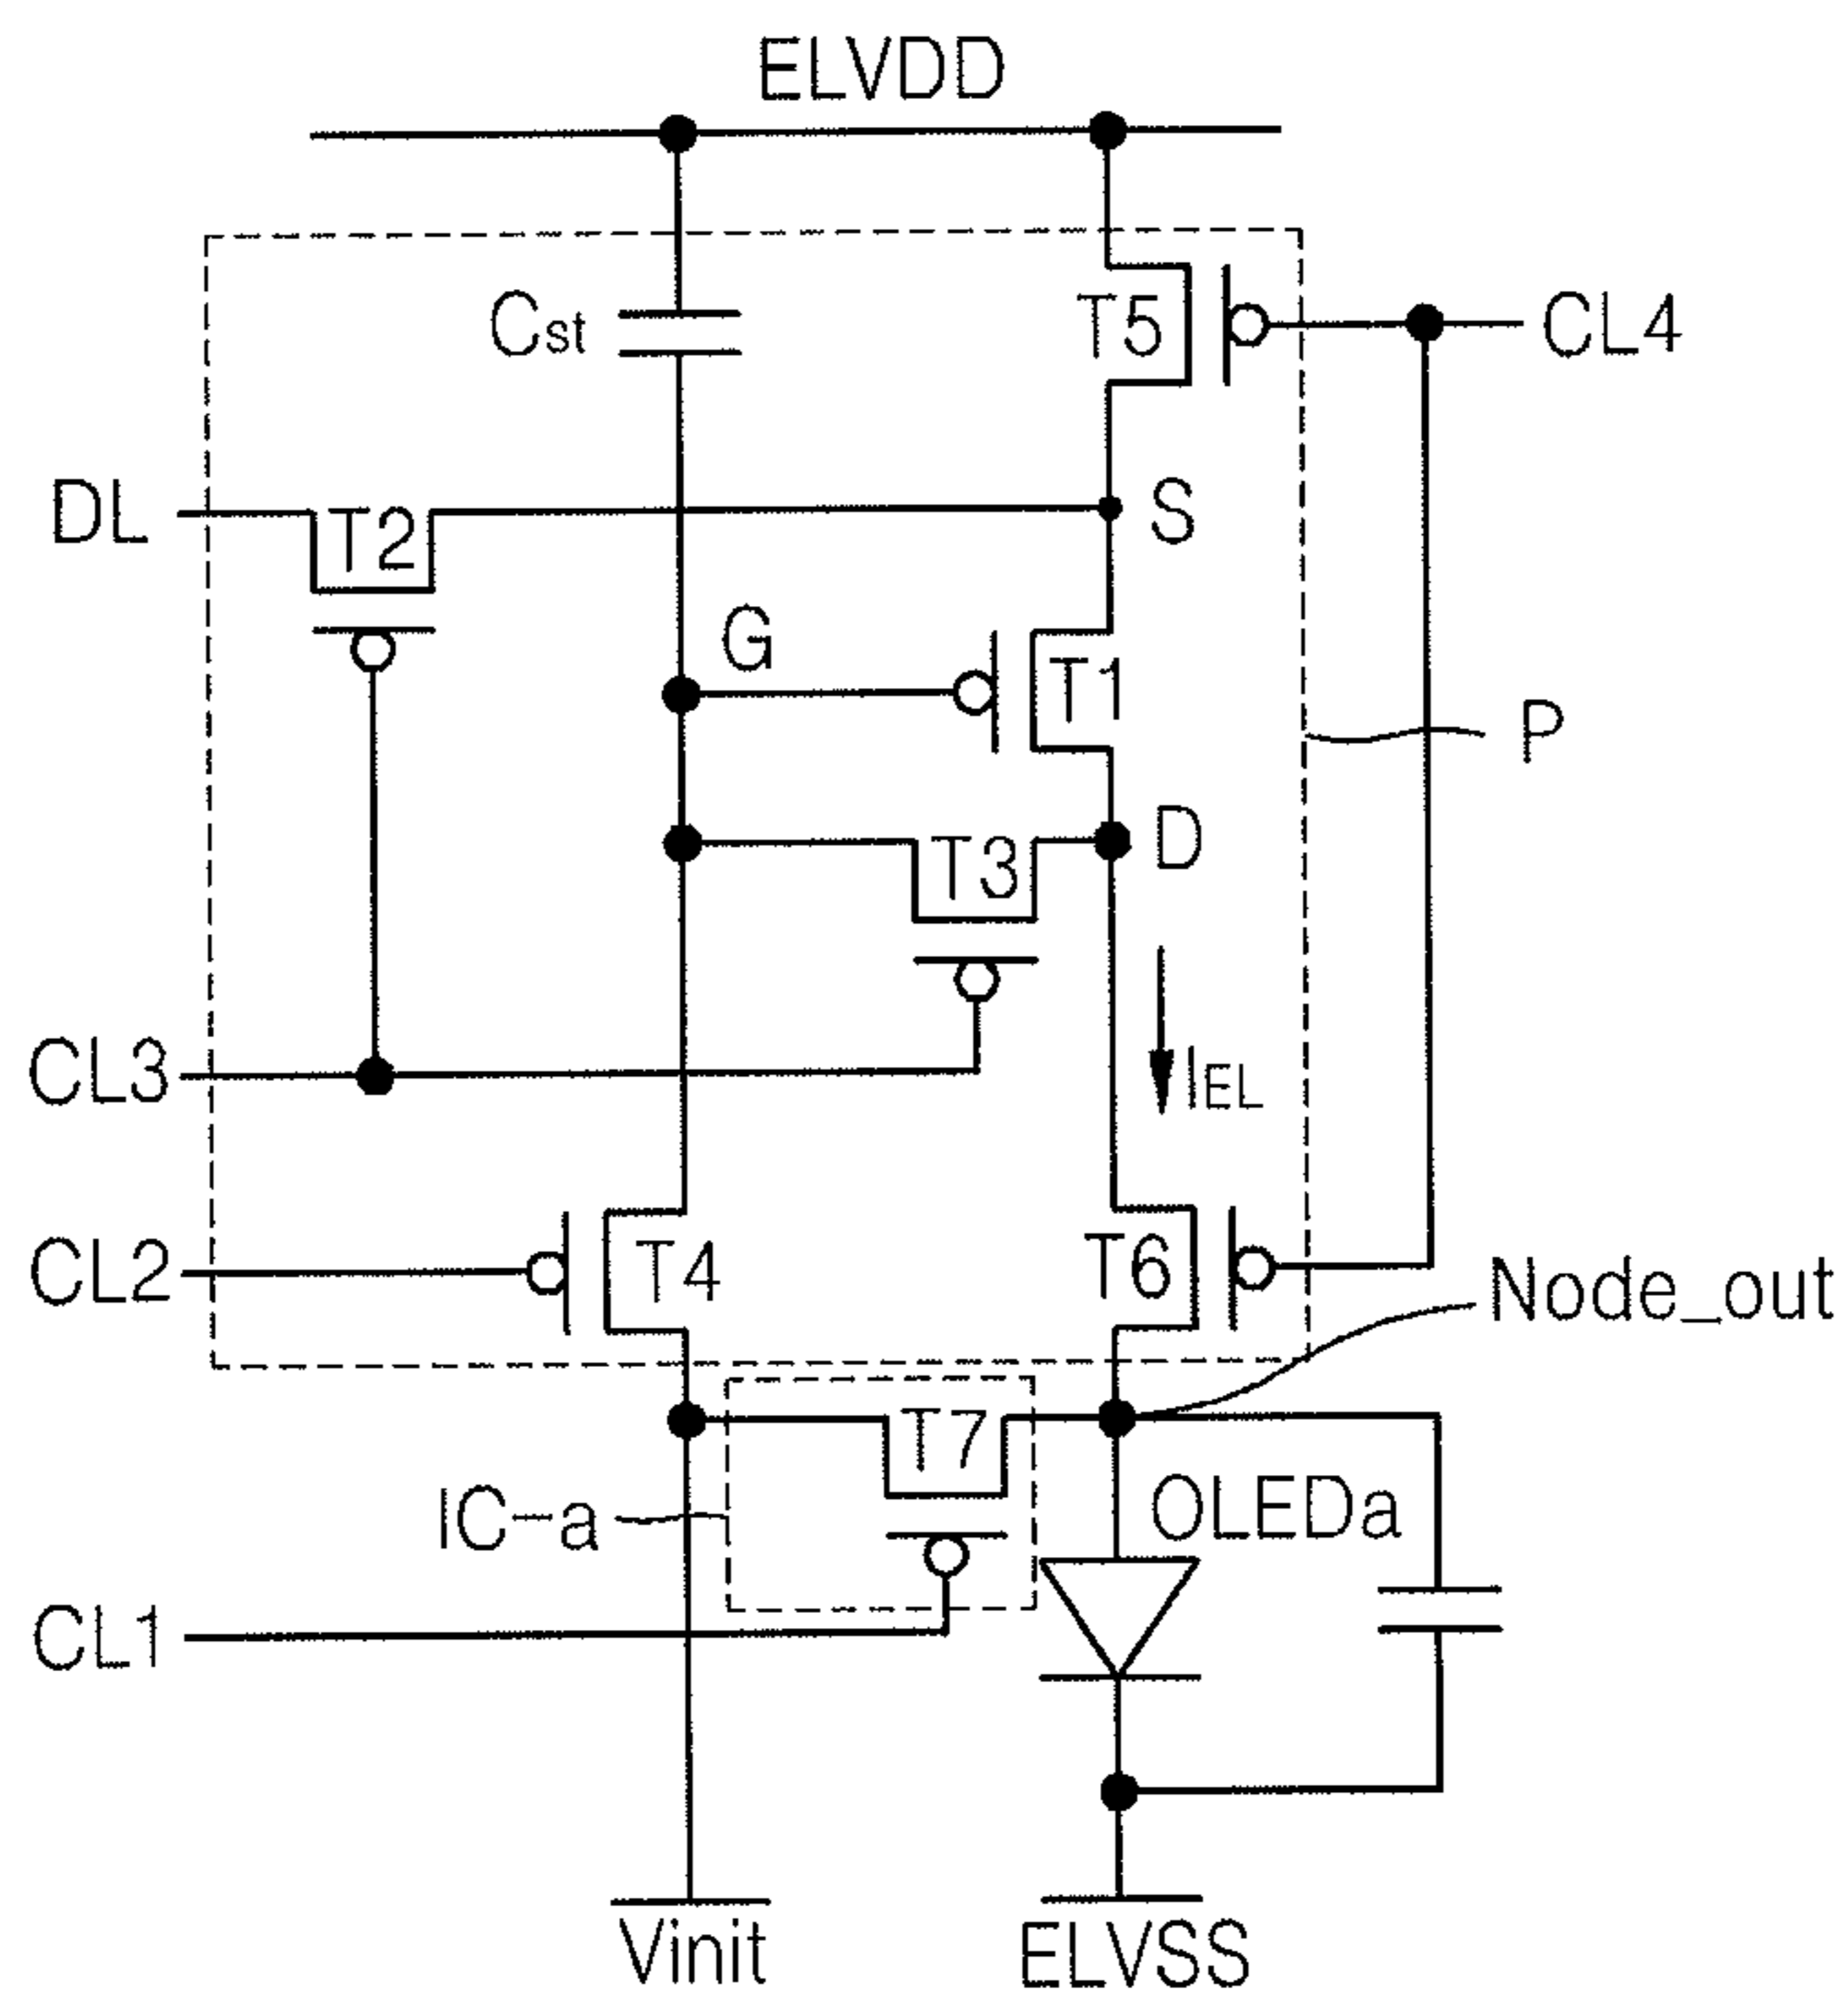 ELVDD
Cst
T5
CL4
DL
T2
S
G
T1
P
T3
D
CL3
IEL
CL2
T4
T6
Node_out
T7
IC-a
OLEDa
CL1
Vinit
ELVSS